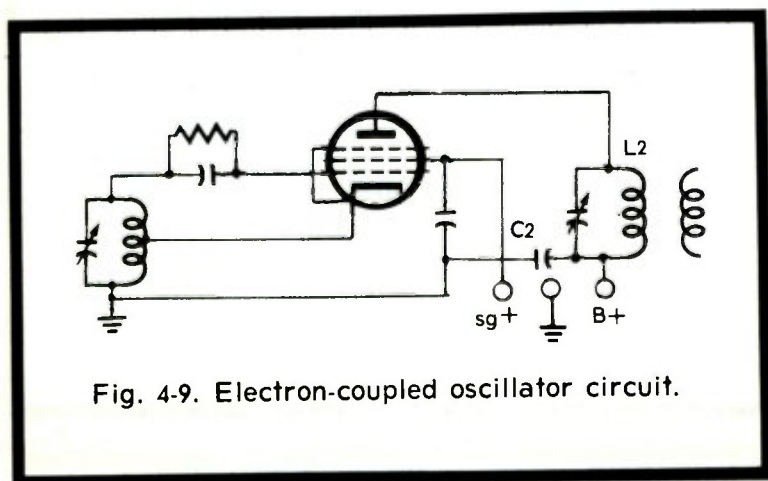 L2
C2
sg+
B+
Fig. 4-9. Electron-coupled oscillator circuit.